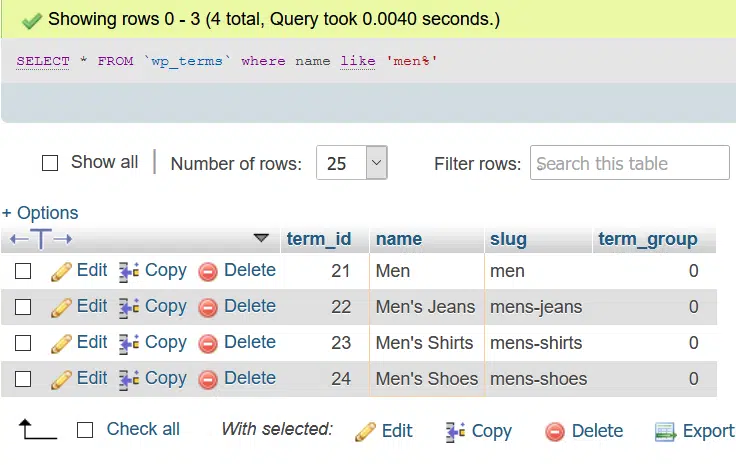 Showing rows 0 - 3 (4 total, Query took 0.0040 seconds.)
SELECT * FROM `wp_terms` where name like 'men%'
Show all Number of rows: 25 Filter rows: Search this table
+ Options
←T→ term_id name slug term_group
Edit Copy Delete 21 Men men 0
Edit Copy Delete 22 Men's Jeans mens-jeans 0
Edit Copy Delete 23 Men's Shirts mens-shirts 0
Edit Copy Delete 24 Men's Shoes mens-shoes 0
Check all With selected: Edit Copy Delete Export